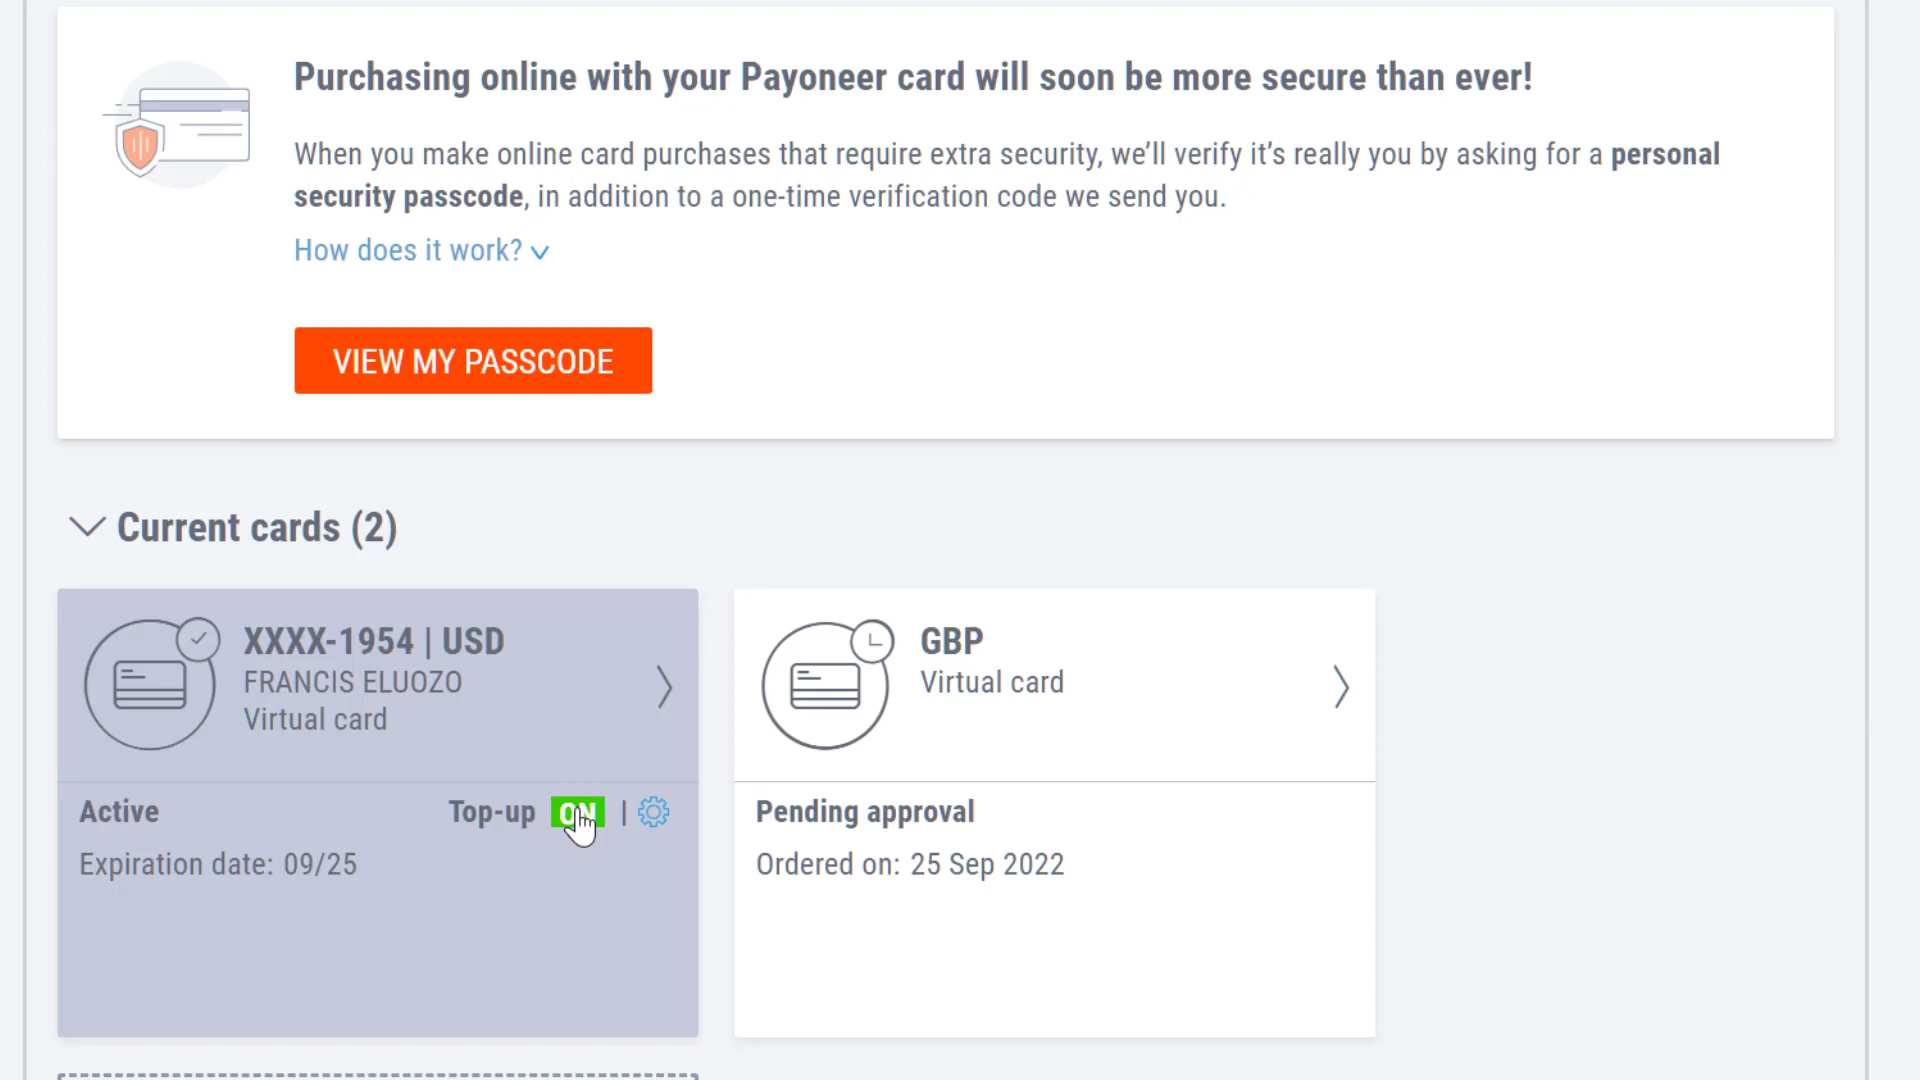 Purchasing online with your Payoneer card will soon be more secure than ever!
When you make online card purchases that require extra security, we’ll verify it’s really you by asking for a personal
security passcode, in addition to a one-time verification code we send you.
How does it work?
VIEW MY PASSCODE
Current cards (2)
XXXX-1954 | USD
FRANCIS ELUOZO
Virtual card
Active
Top-up ON |
Expiration date: 09/25
GBP
Virtual card
Pending approval
Ordered on: 25 Sep 2022